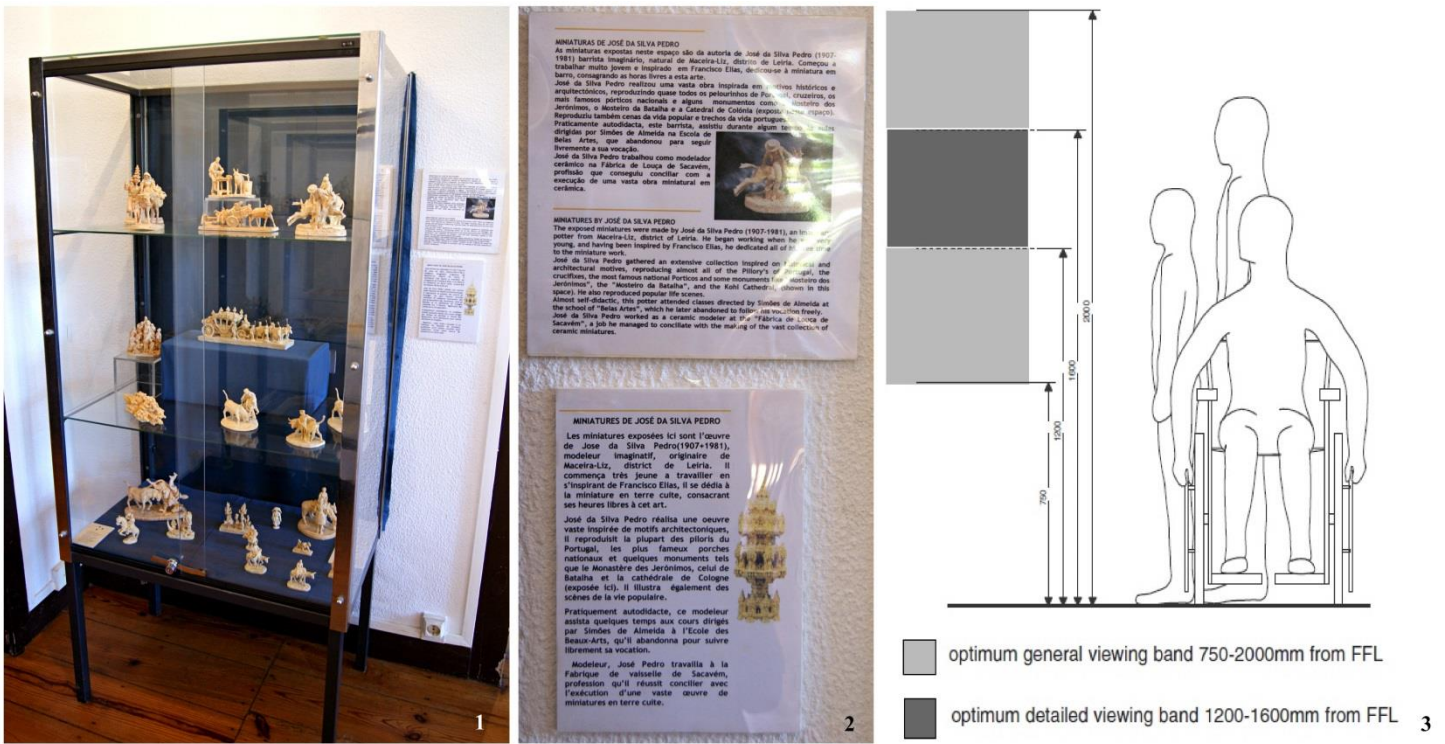 MINIATURAS DE JOSÉ DA SILVA PEDRO
As miniaturas expostas neste espaço são da autoria de José da Silva Pedro (1907-
1981) barrista imaginário, natural de Maceira-Liz, distrito de Leiria. Começou a
trabalhar muito jovem e inspirado em Francisco Elias, dedicou-se à miniatura em
barro, consagrando as horas livres a esta arte.
José da Silva Pedro realizou uma vasta obra inspirada em motivos históricos e
arquitectónicos, reproduzindo quase todos os pelourinhos de Portugal, cruzeiros, os
mais famosos pórticos nacionais e alguns monumentos como Mosteiro dos
Jerónimos, o Mosteiro da Batalha e a Catedral de Colónia (exposta neste espaço).
Reproduziu também cenas da vida popular e trechos da vida portuguesa
Praticamente autodidacta, este barrista, assistiu durante algum
dirigidas por Simões de Almeida na Escola de
Belas Artes, que abandonou para seguir
livremente a sua vocação.
José da Silva Pedro trabalhou como modelador
cerâmico na Fábrica de Louça de Sacavém,
profissão que conseguiu conciliar com a
execução de uma vasta obra miniatural em
cerâmica.
MINIATURES BY JOSÉ DA SILVA PEDRO
The exposed miniatures were made by José da Silva Pedro (1907-1981), an
potter from Maceira-Liz, district of Leiria. He began working when he very
young, and having been inspired by Francisco Elias, he dedicated all of his time
to the miniature work.
José da Silva Pedro gathered an extensive collection inspired on and
architectural motives, reproducing almost all of the Pillory's of Portugal, the
crucifixes, the most famous national Porticos and some monuments like Mosteiro dos
Jerónimos", the "Mosteiro da Batalha", and the Kohl Cathedral, (shown in this
space). He also reproduced popular life scenes.
Almost self-didactic, this potter attended classes directed by Simões de Almeida at
the school of "Belas Artes", which he later abandoned to follow his vocation freely.
José da Silva Pedro worked as a ceramic modeler at the "Fábrica de Louça de
Sacavém", a job he managed to conciliate with the making of the vast collection of
ceramic miniatures.
MINIATURES DE JOSÉ DA SILVA PEDRO
Les miniatures exposées ici sont l'œuvre
de Jose da Silva Pedro(1907+1981),
modeleur imaginatif, originaire de
Maceira-Liz, district de Leiria. Il
commença très jeune a travailler en
s'inspirant de Francisco Elias, il se dédia à
la miniature en terre cuite, consacrant
ses heures libres à cet art.
José da Silva Pedro réalisa une oeuvre
vaste inspirée de motifs architectoniques,
il reproduisit la plupart des piloris du
Portugal, les plus fameux porches
nationaux et quelques monuments tels
que le Monastère des Jerónimos, celui de
Batalha et la cathédrale de Cologne
(exposée ici). Il illustra également des
scènes de la vie populaire.
Pratiquement autodidacte, ce modeleur
assista quelques temps aux cours dirigés
par Simões de Almeida à l'Ecole des
Beaux-Arts, qu'il abandonna pour suivre
librement sa vocation.
Modeleur, José Pedro travailla à la
Fabrique de vaisselle de Sacavém,
profession qu'il réussit concilier avec
l'exécution d'une vaste œuvre de
miniatures en terre cuite.
750
1200
1600
2000
optimum general viewing band 750-2000mm from FFL
optimum detailed viewing band 1200-1600mm from FFL
1
2
3